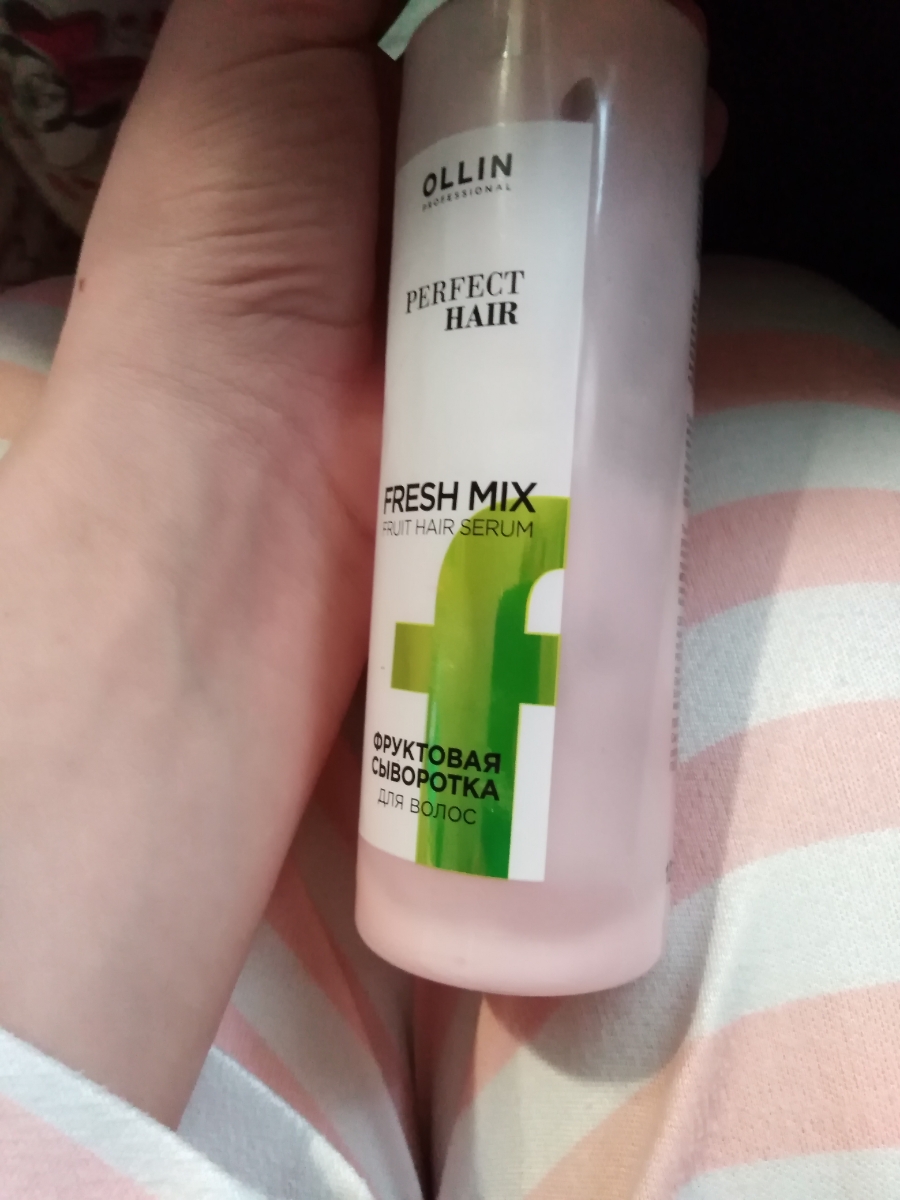 OLLIN
PROFESSIONAL
PERFECT
HAIR
FRESH MIX
FRUIT HAIR SERUM
f
ФРУКТОВАЯ
СЫВОРОТКА
ДЛЯ ВОЛОС